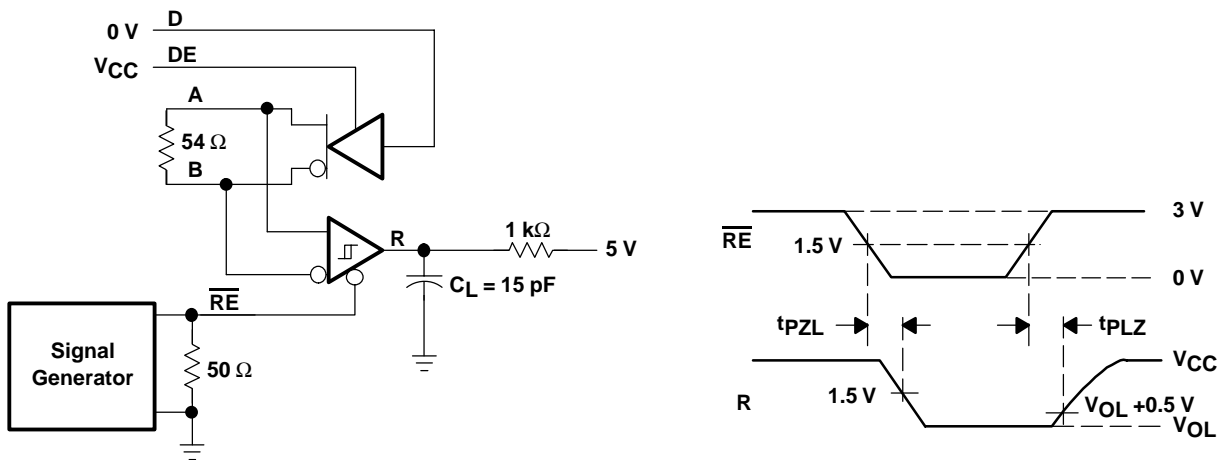 0 V
D
VCC
DE
A
54 Ω
B
R
1 kΩ
5 V
CL = 15 pF
RE
Signal
Generator
50 Ω
RE
3 V
1.5 V
0 V
tPZL
tPLZ
R
VCC
1.5 V
VOL +0.5 V
VOL